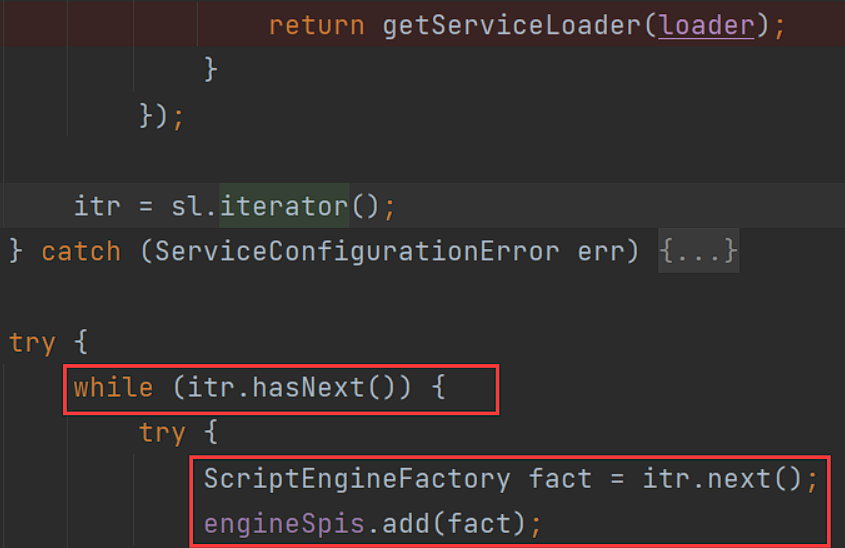 return getServiceLoader(loader);
}
});
itr = sl.iterator();
} catch (ServiceConfigurationError err) {...}
try {
while (itr.hasNext()) {
try {
ScriptEngineFactory fact = itr.next();
engineSpis.add(fact);